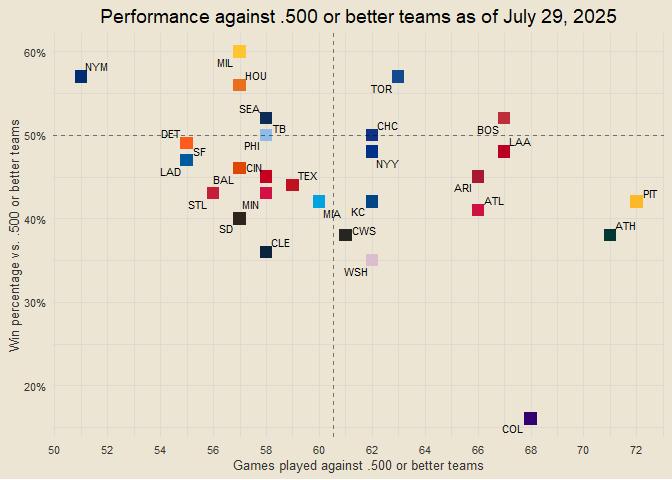 Performance against .500 or better teams as of July 29, 2025
60%
50%
40%
30%
20%
Win percentage vs. .500 or better teams
NYM
MIL
HOU
TOR
SEA
TB
CHC
BOS
DET
SF
PHI
NYY
LAA
LAD
BAL
CIN
TEX
ARI
STL
MIN
MIA
KC
ATL
PIT
SD
CWS
ATH
CLE
WSH
COL
50 52 54 56 58 60 62 64 66 68 70 72
Games played against .500 or better teams